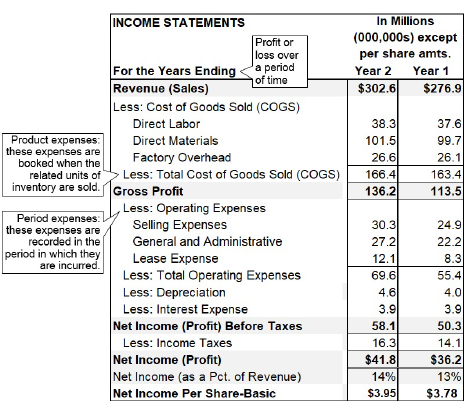 INCOME STATEMENTS
In Millions
(000,000s) except
per share amts.
Profit or
loss over
a period
of time
For the Years Ending
Year 2 Year 1
Revenue (Sales) $302.6 $276.9
Less: Cost of Goods Sold (COGS)
Direct Labor 38.3 37.6
Direct Materials 101.5 99.7
Factory Overhead 26.6 26.1
Product expenses:
these expenses are
booked when the
related units of
inventory are sold.
Less: Total Cost of Goods Sold (COGS) 166.4 163.4
Gross Profit 136.2 113.5
Period expenses:
these expenses are
recorded in the
period in which they
are incurred.
Less: Operating Expenses
Selling Expenses 30.3 24.9
General and Administrative 27.2 22.2
Lease Expense 12.1 8.3
Less: Total Operating Expenses 69.6 55.4
Less: Depreciation 4.6 4.0
Less: Interest Expense 3.9 3.9
Net Income (Profit) Before Taxes 58.1 50.3
Less: Income Taxes 16.3 14.1
Net Income (Profit) $41.8 $36.2
Net Income (as a Pct. of Revenue) 14% 13%
Net Income Per Share-Basic $3.95 $3.78